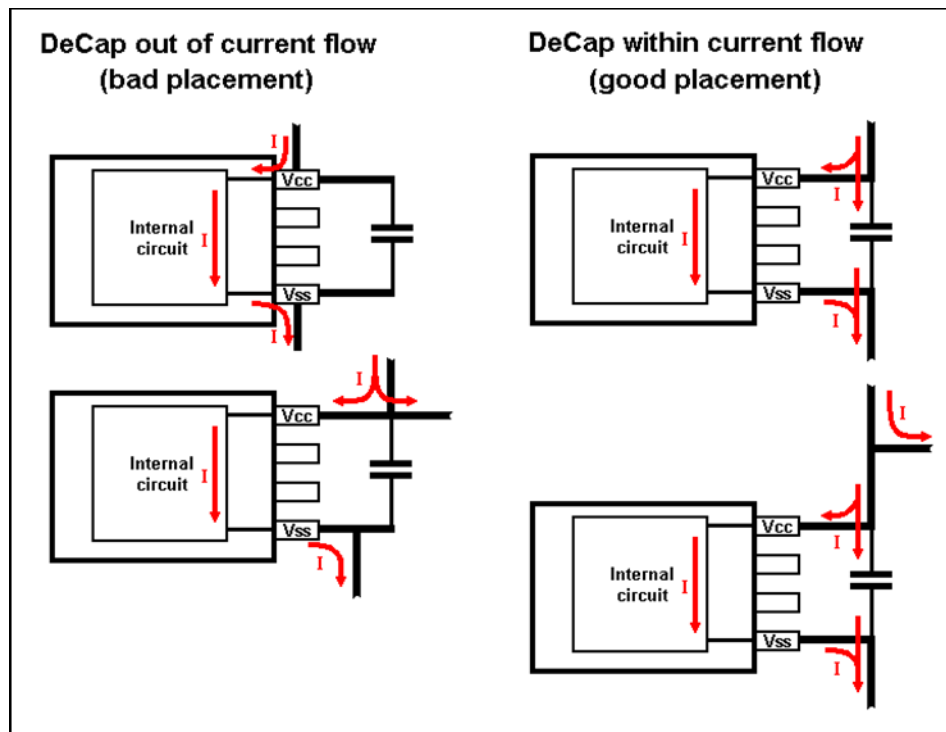 DeCap out of current flow
(bad placement)
DeCap within current flow
(good placement)
I
Vcc
Internal
circuit
I
Vss
I
I
Vcc
Internal
circuit
I
I
Vss
I
I
Vcc
Internal
circuit
I
Vss
I
I
I
Vcc
Internal
circuit
I
I
Vss
I